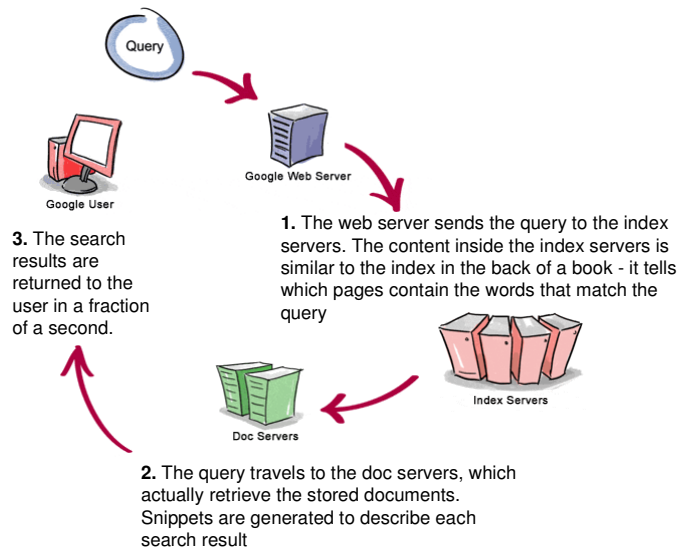 Query
Google Web Server
Google User
1. The web server sends the query to the index
servers. The content inside the index servers is
similar to the index in the back of a book - it tells
which pages contain the words that match the
query
3. The search
results are
returned to the
user in a fraction
of a second.
Index Servers
Doc Servers
2. The query travels to the doc servers, which
actually retrieve the stored documents.
Snippets are generated to describe each
search result